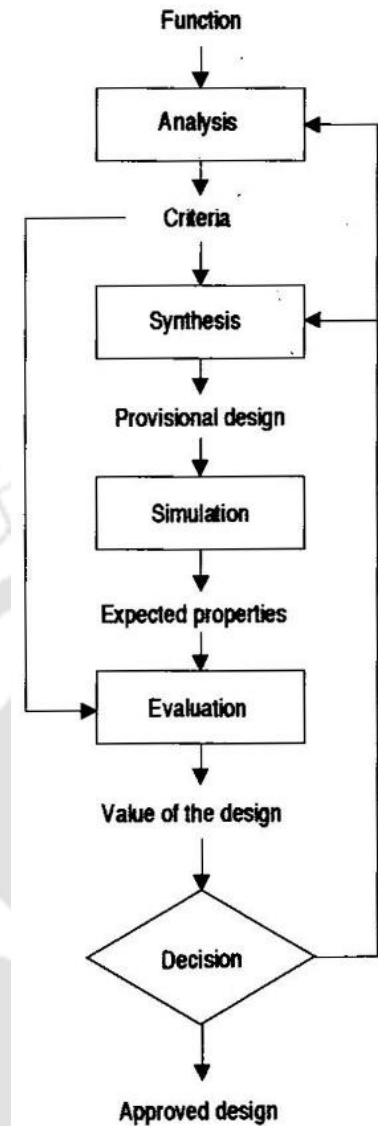 Function
Analysis
Criteria
Synthesis
Provisional design
Simulation
Expected properties
Evaluation
Value of the design
Decision
Approved design